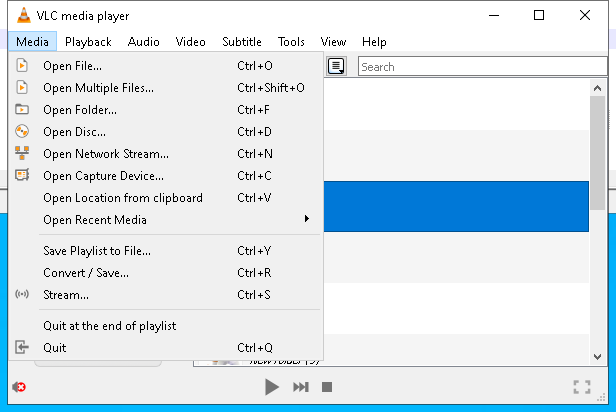 VLC media player
Media Playback Audio Video Subtitle Tools View Help
Open File... Ctrl+O
Open Multiple Files... Ctrl+Shift+O
Open Folder... Ctrl+F
Open Disc... Ctrl+D
Open Network Stream... Ctrl+N
Open Capture Device... Ctrl+C
Open Location from clipboard Ctrl+V
Open Recent Media
Save Playlist to File... Ctrl+Y
Convert / Save... Ctrl+R
Stream... Ctrl+S
Quit at the end of playlist
Quit Ctrl+Q
Search